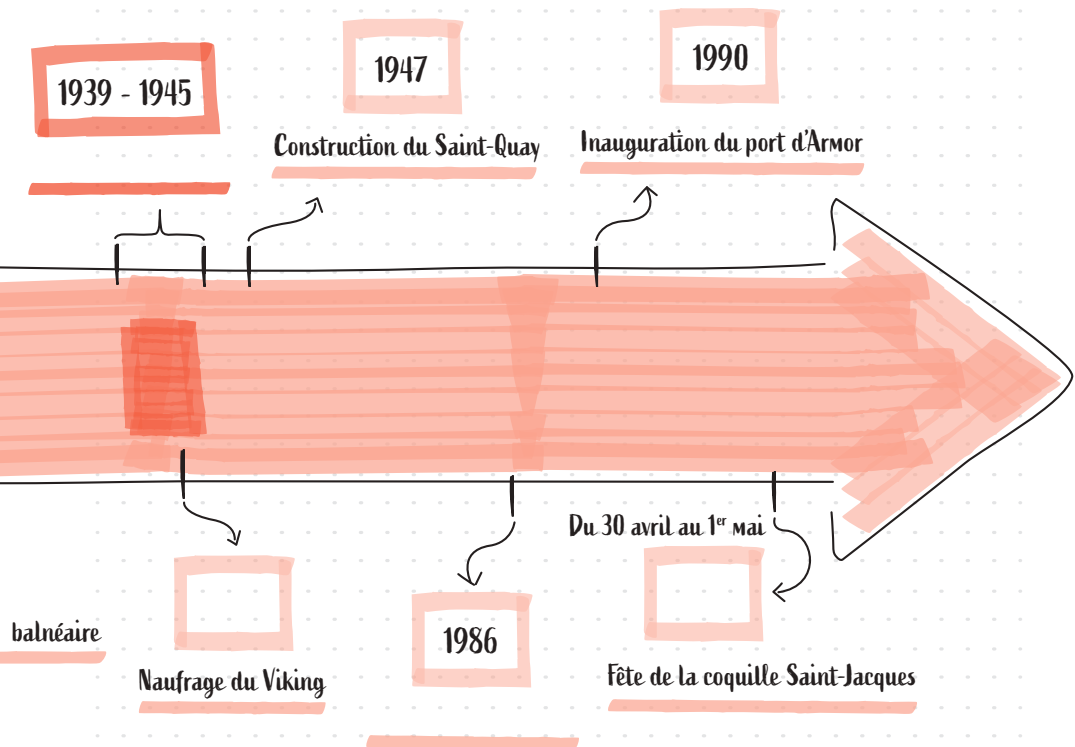 1939 - 1945
1947
Construction du Saint-Quay
1990
Inauguration du port d'Armor
balnéaire
Naufrage du Viking
1986
Du 30 avril au 1er mai
Fête de la coquille Saint-Jacques